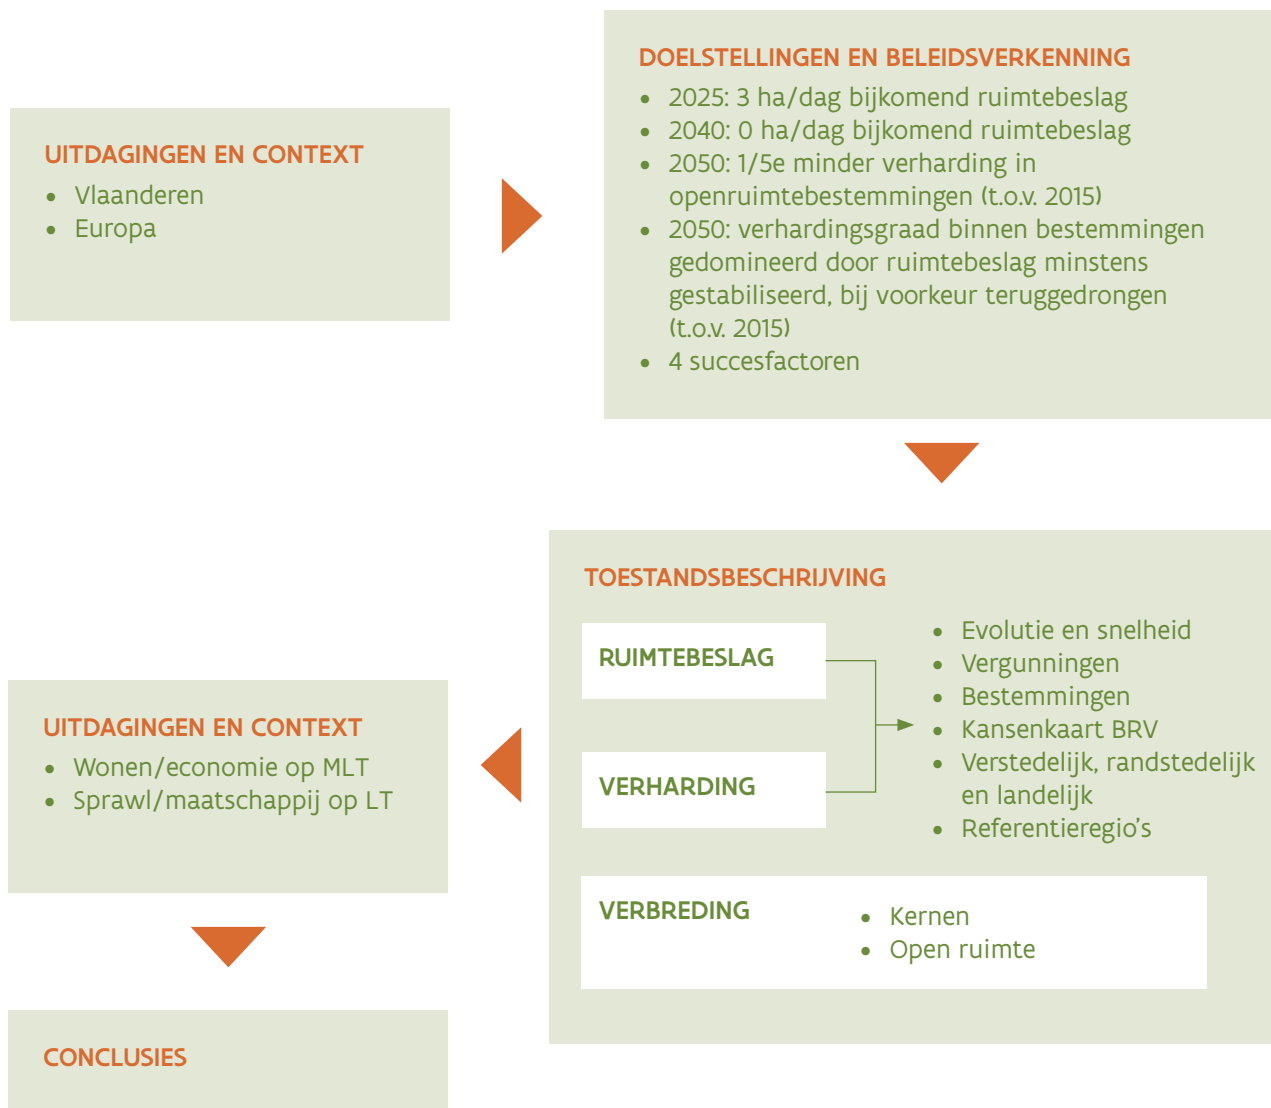 UITDAGINGEN EN CONTEXT
• Vlaanderen
• Europa
DOELSTELLINGEN EN BELEIDSVERKENNING
• 2025: 3 ha/dag bijkomend ruimtebeslag
• 2040: 0 ha/dag bijkomend ruimtebeslag
• 2050: 1/5e minder verharding in
openruimtebestemmingen (t.o.v. 2015)
• 2050: verhardingsgraad binnen bestemmingen
gedomineerd door ruimtebeslag minstens
gestabiliseerd, bij voorkeur teruggedrongen
(t.o.v. 2015)
• 4 succesfactoren
TOESTANDSBESCHRIJVING
RUIMTEBESLAG
VERHARDING
• Evolutie en snelheid
• Vergunningen
• Bestemmingen
• Kansenkaart BRV
• Verstedelijk, randstedelijk
en landelijk
• Referentieregio's
VERBREDING
• Kernen
• Open ruimte
UITDAGINGEN EN CONTEXT
• Wonen/economie op MLT
• Sprawl/maatschappij op LT
CONCLUSIES